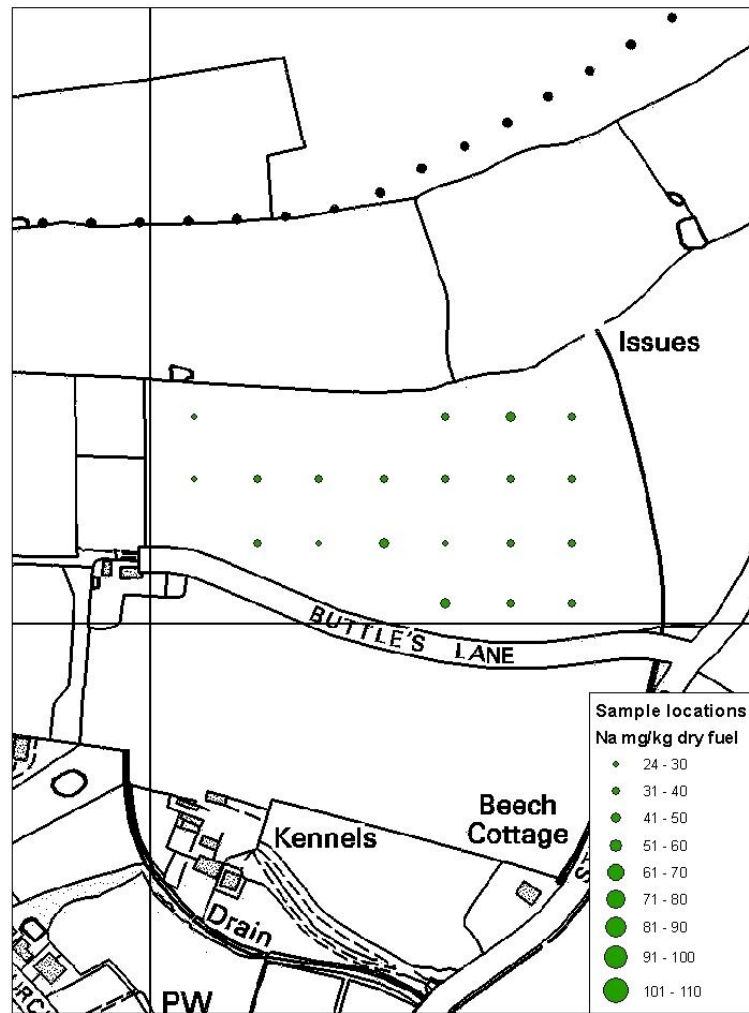 Issues
BUTTLE'S LANE
Sample locations
Na mg/kg dry fuel
24 - 30
31 - 40
41 - 50
51 - 60
61 - 70
71 - 80
81 - 90
91 - 100
101 - 110
Beech
Cottage
Kennels
Drain
PW